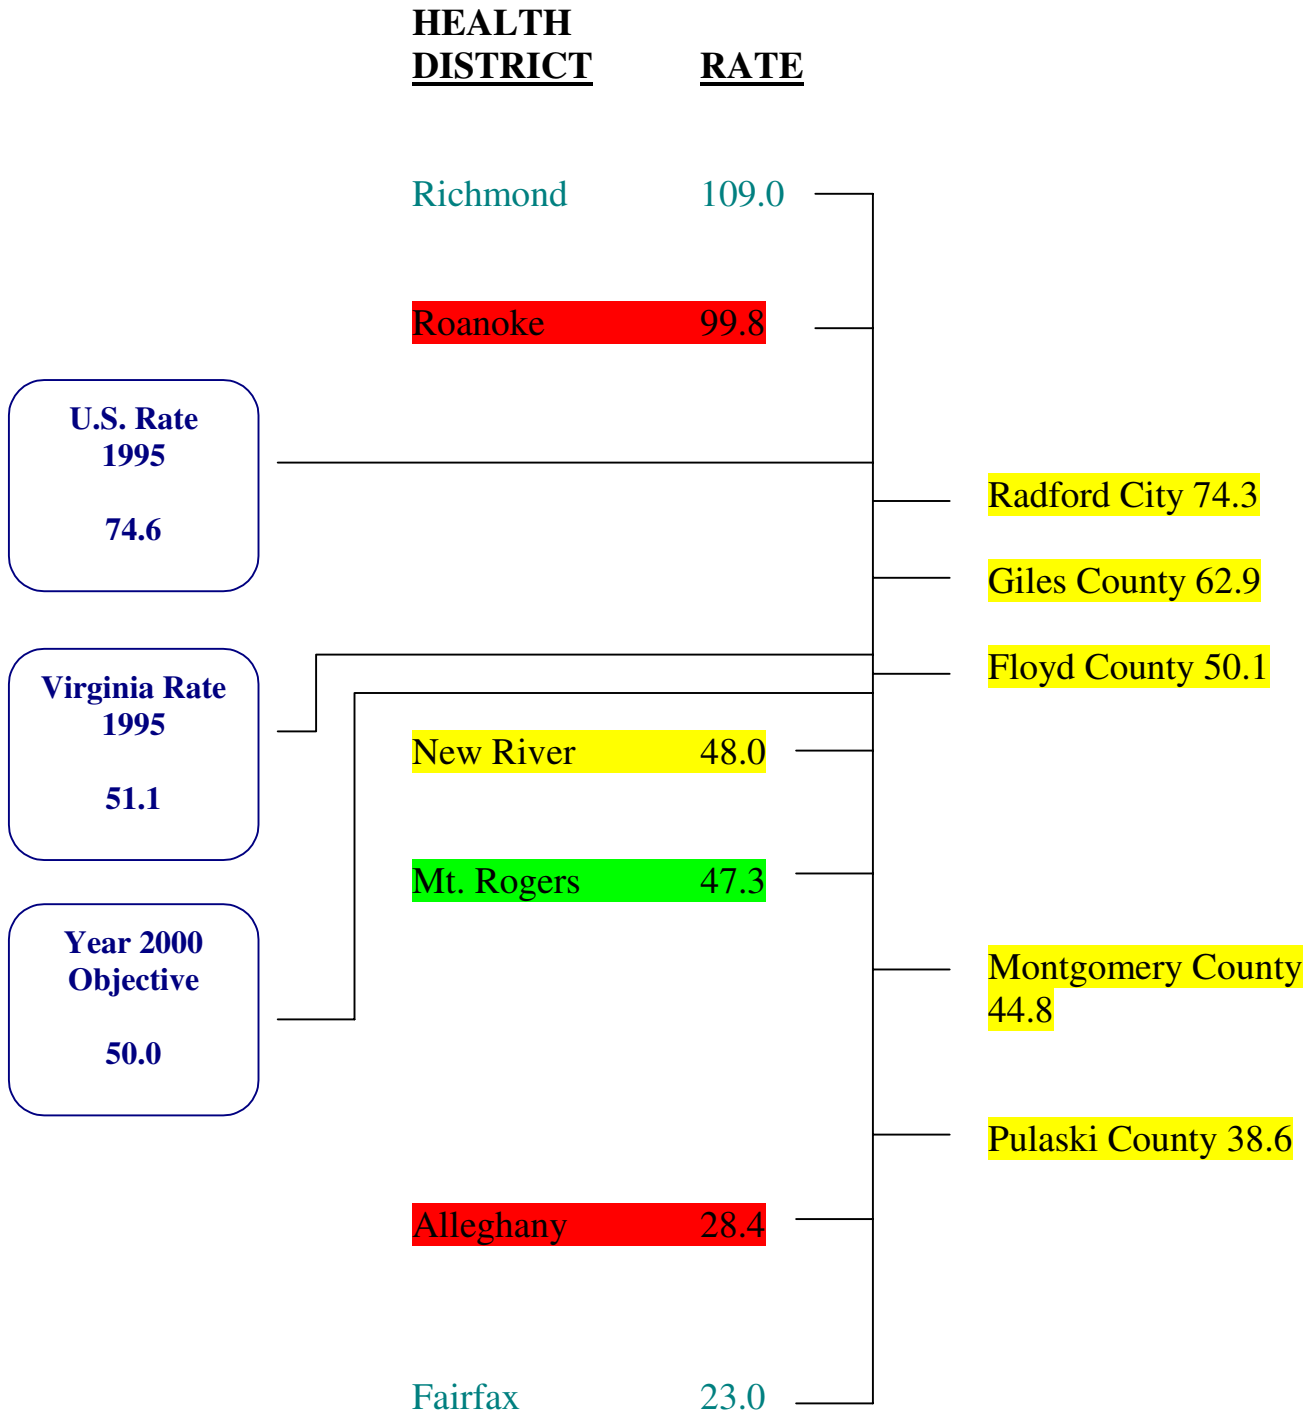 HEALTH
DISTRICT RATE
Richmond 109.0
Roanoke 99.8
U.S. Rate
1995
74.6
Radford City 74.3
Giles County 62.9
Virginia Rate
1995
51.1
Floyd County 50.1
New River 48.0
Mt. Rogers 47.3
Year 2000
Objective
50.0
Montgomery County
44.8
Pulaski County 38.6
Alleghany 28.4
Fairfax 23.0